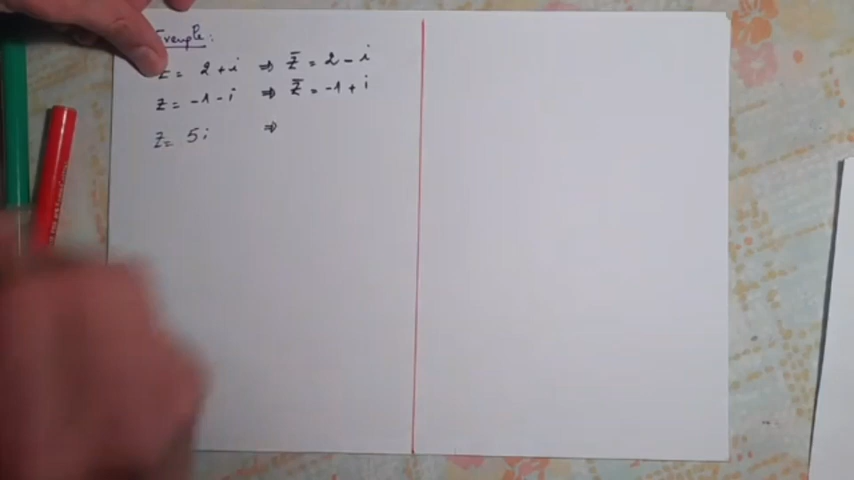 Exemple:
z = 2 + i ⇒ z̄ = 2 - i
z = -1 - i ⇒ z̄ = -1 + i
z = 5i ⇒